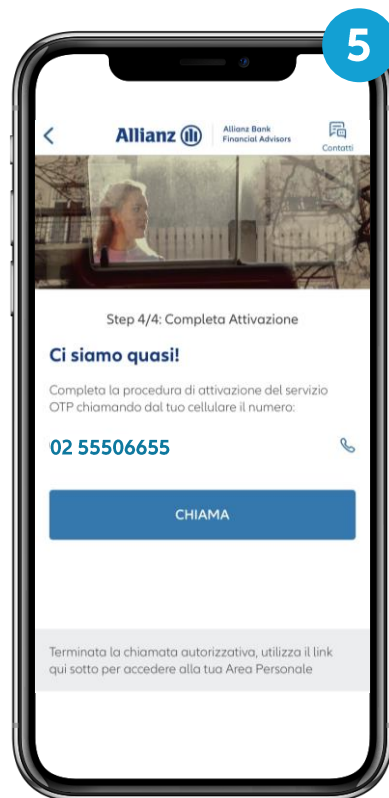 5
Allianz
Allianz Bank
Financial Advisors
Contatti
Step 4/4: Completa Attivazione
Ci siamo quasi!
Completa la procedura di attivazione del servizio
OTP chiamando dal tuo cellulare il numero:
02 55506655
CHIAMA
Terminata la chiamata autorizzativa, utilizza il link
qui sotto per accedere alla tua Area Personale